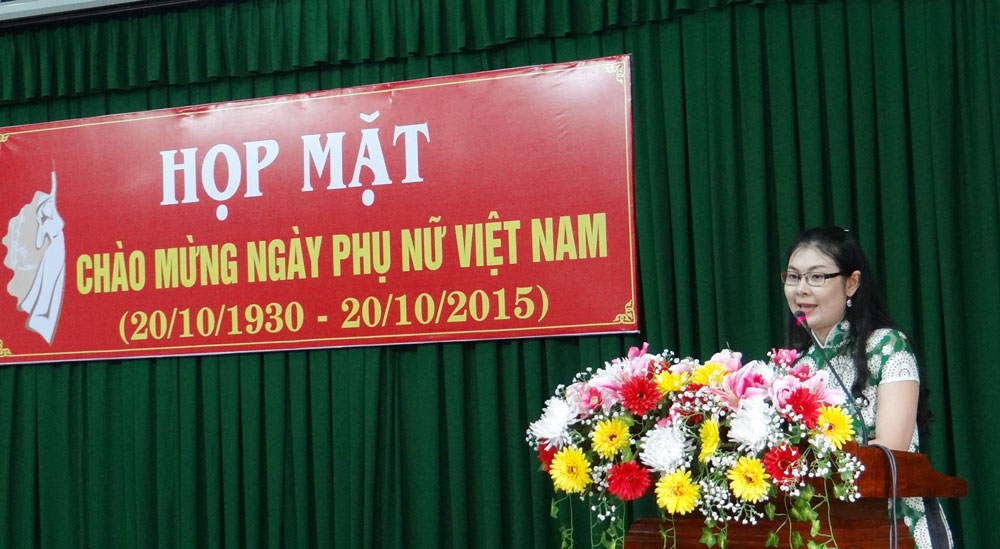 HỌP MẶT
CHÀO MỪNG NGÀY PHỤ NỮ VIỆT NAM
(20/10/1930 - 20/10/2015)